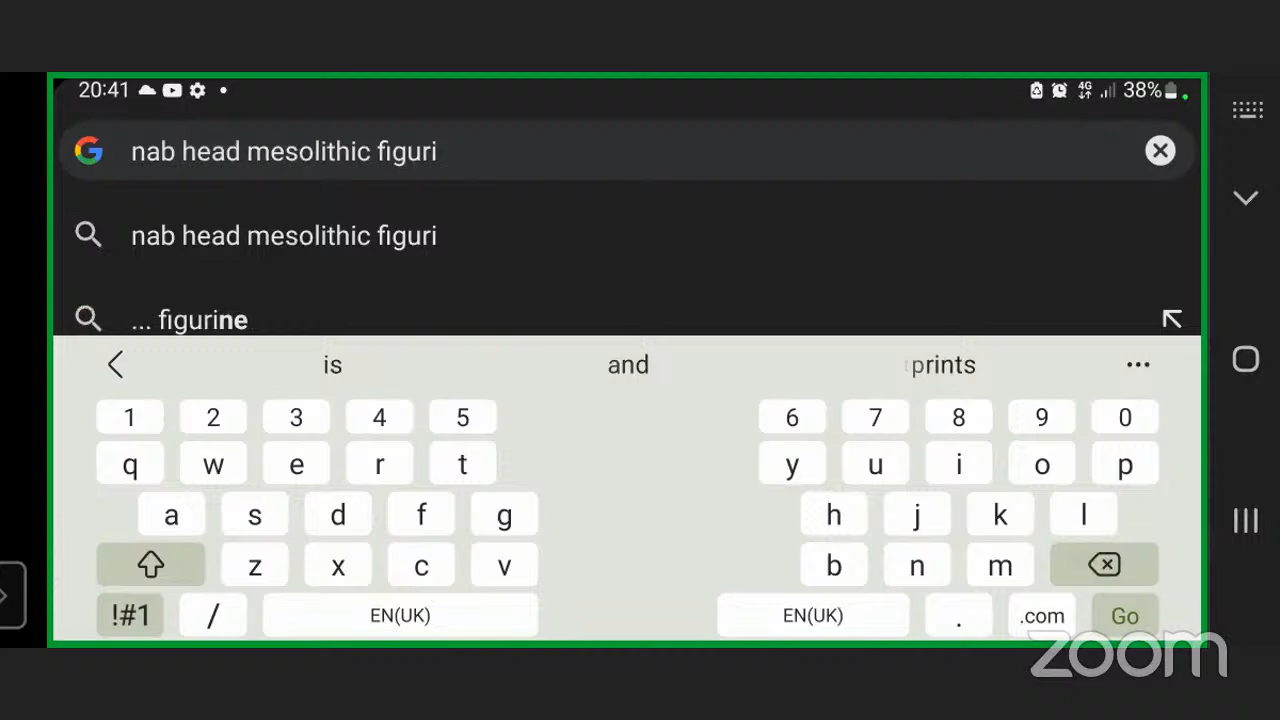 20:41 4G 38%
nab head mesolithic figuri
nab head mesolithic figuri
... figurine
is and prints ...
1 2 3 4 5 6 7 8 9 0
q w e r t y u i o p
a s d f g h j k l
z x c v b n m
!#1 / EN(UK) EN(UK) . .com Go
zoom